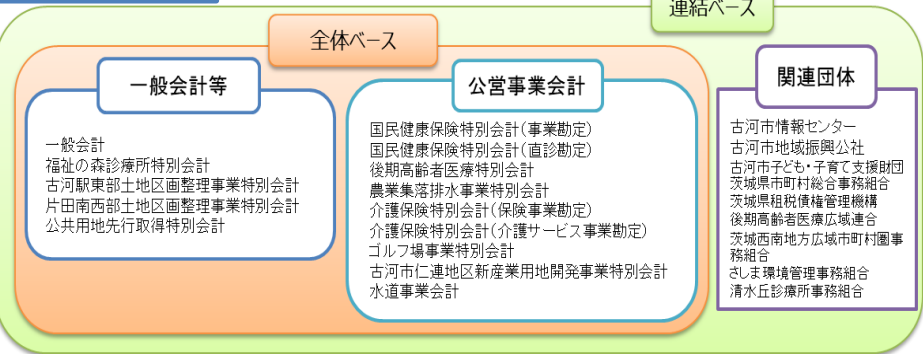 連結ベース
全体ベース
一般会計等
一般会計
福祉の森診療所特別会計
古河駅東部土地区画整理事業特別会計
片田南西部土地区画整理事業特別会計
公共用地先行取得特別会計
公営事業会計
国民健康保険特別会計(事業勘定)
国民健康保険特別会計(直診勘定)
後期高齢者医療特別会計
農業集落排水事業特別会計
介護保険特別会計(保険事業勘定)
介護保険特別会計(介護サービス事業勘定)
ゴルフ場事業特別会計
古河市仁連地区新産業用地開発事業特別会計
水道事業会計
関連団体
古河市情報センター
古河市地域振興公社
古河市子ども・子育て支援財団
茨城県市町村総合事務組合
茨城県租税債権管理機構
後期高齢者医療広域連合
茨城西南地方広域市町村圏事
務組合
さしま環境管理事務組合
清水丘診療所事務組合